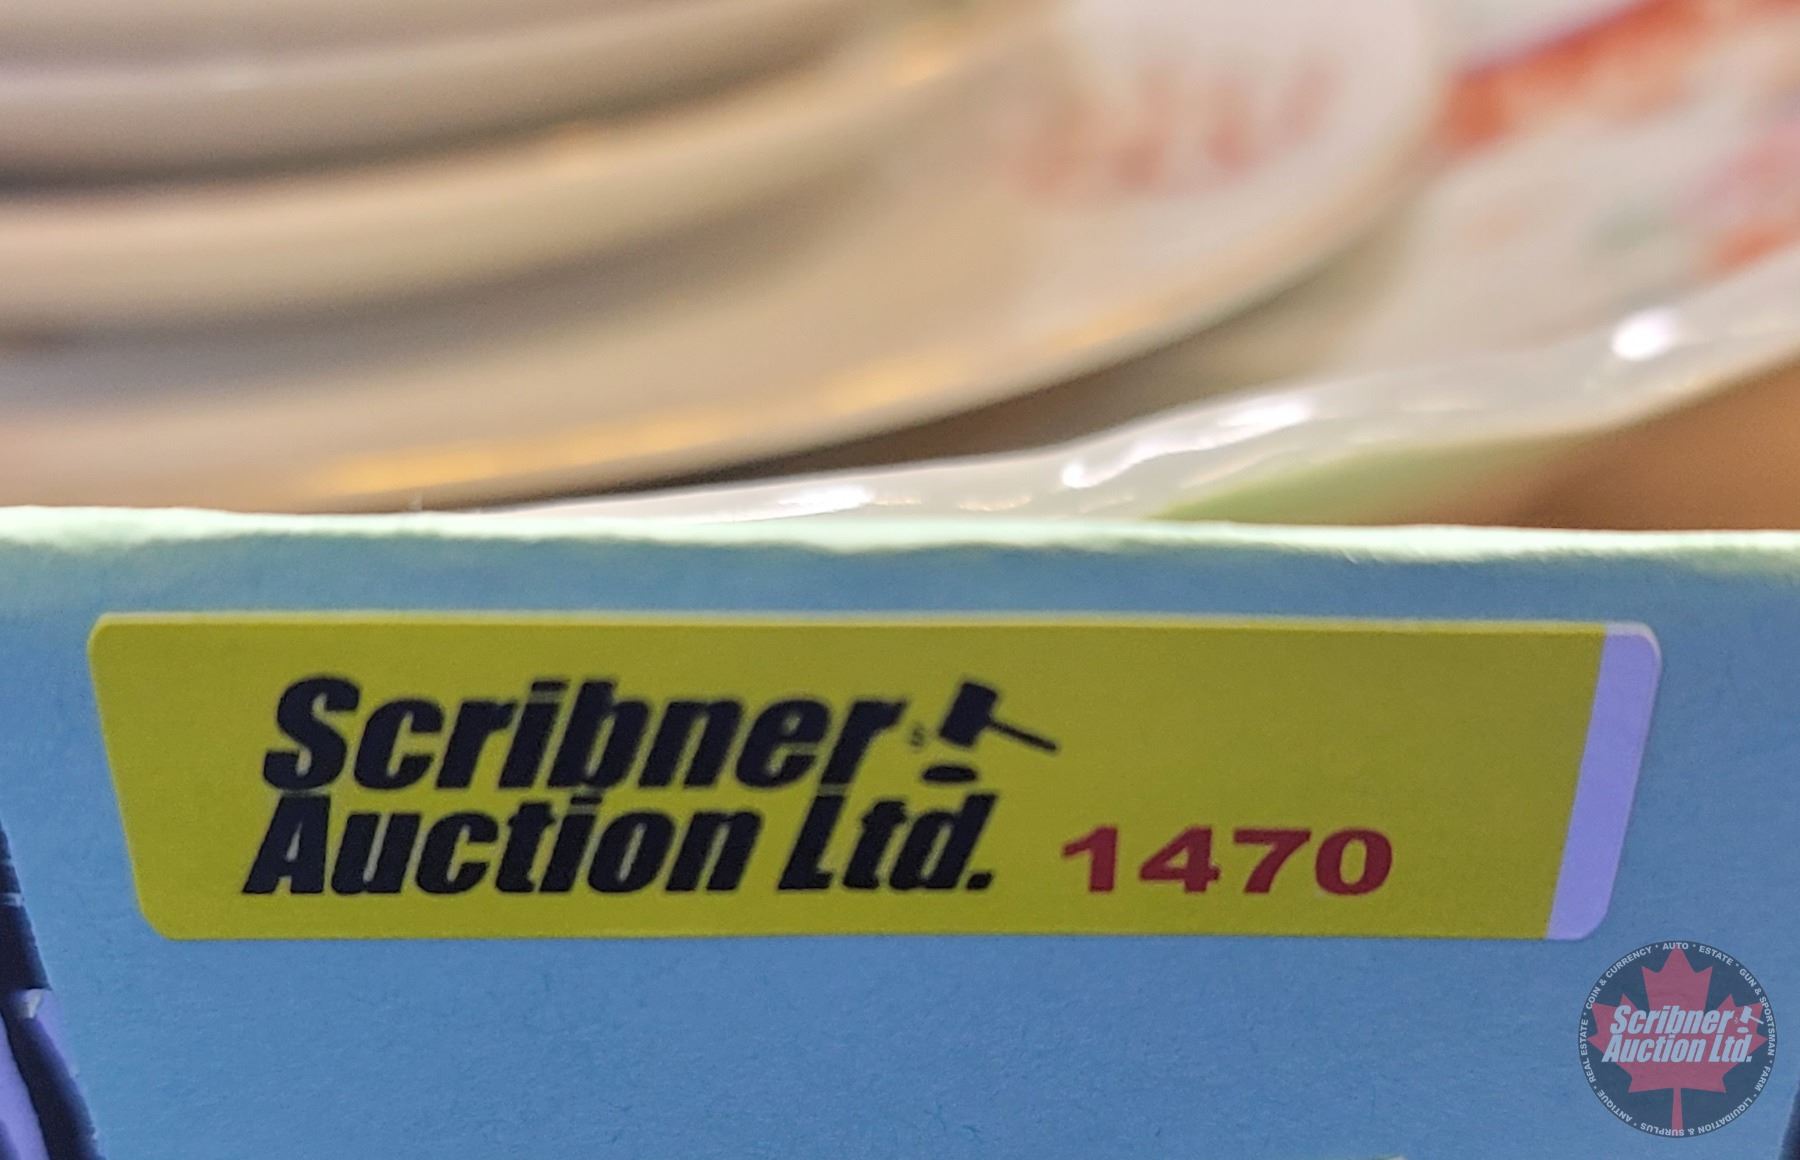 Scribner
Auction Ltd. 1470
COIN & CURRENCY • AUTO • ESTATE • GUN & SPORTSMAN • FARM • LIQUIDATION & SURPLUS • ANTIQUE • REAL ESTATE •
Scribner
Auction Ltd.